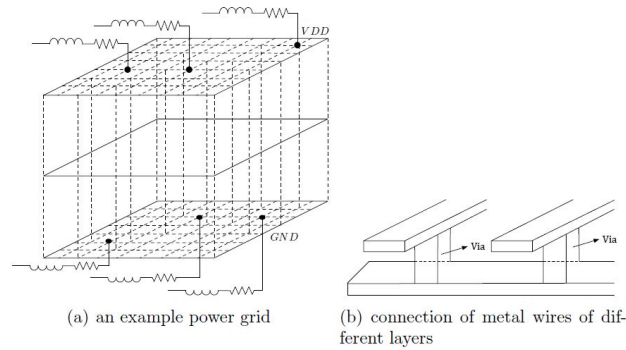 VDD
GND
Via
Via
(a) an example power grid
(b) connection of metal wires of dif-
ferent layers